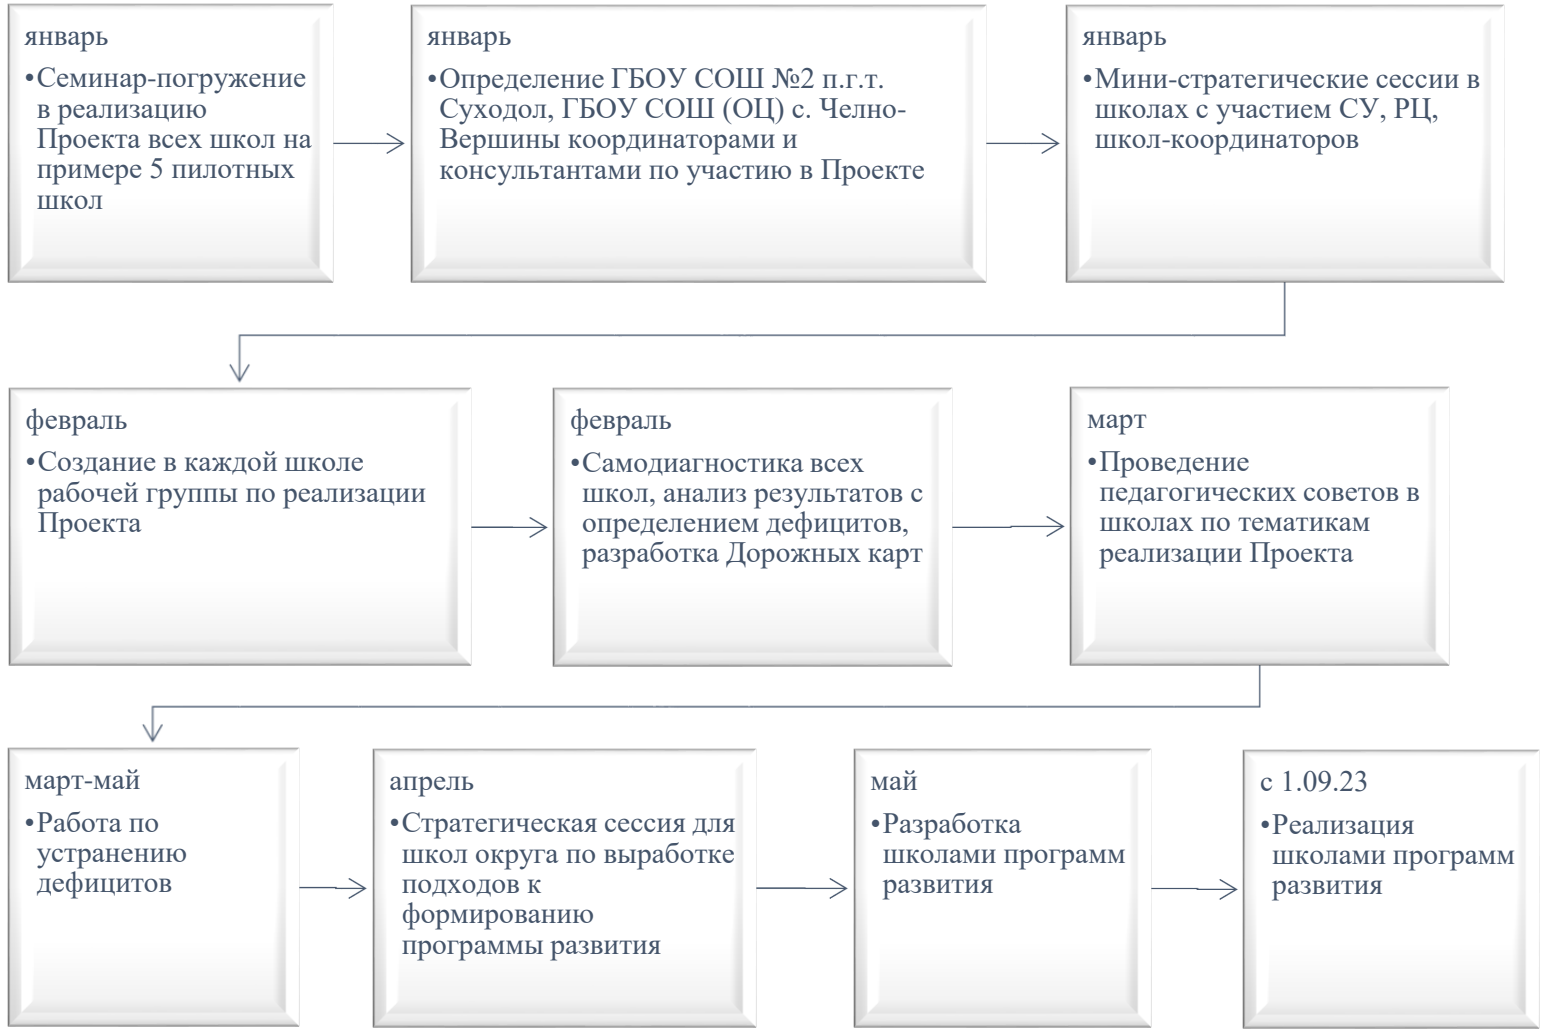 январь
•Семинар-погружение
в реализацию
Проекта всех школ на
примере 5 пилотных
школ
январь
•Определение ГБОУ СОШ №2 п.г.т.
Суходол, ГБОУ СОШ (ОЦ) с. Челно-
Вершины координаторами и
консультантами по участию в Проекте
январь
•Мини-стратегические сессии в
школах с участием СУ, РЦ,
школ-координаторов
февраль
•Создание в каждой школе
рабочей группы по реализации
Проекта
февраль
•Самодиагностика всех
школ, анализ результатов с
определением дефицитов,
разработка Дорожных карт
март
•Проведение
педагогических советов в
школах по тематикам
реализации Проекта
март-май
•Работа по
устранению
дефицитов
апрель
•Стратегическая сессия для
школ округа по выработке
подходов к
формированию
программы развития
май
•Разработка
школами программ
развития
с 1.09.23
•Реализация
школами программ
развития